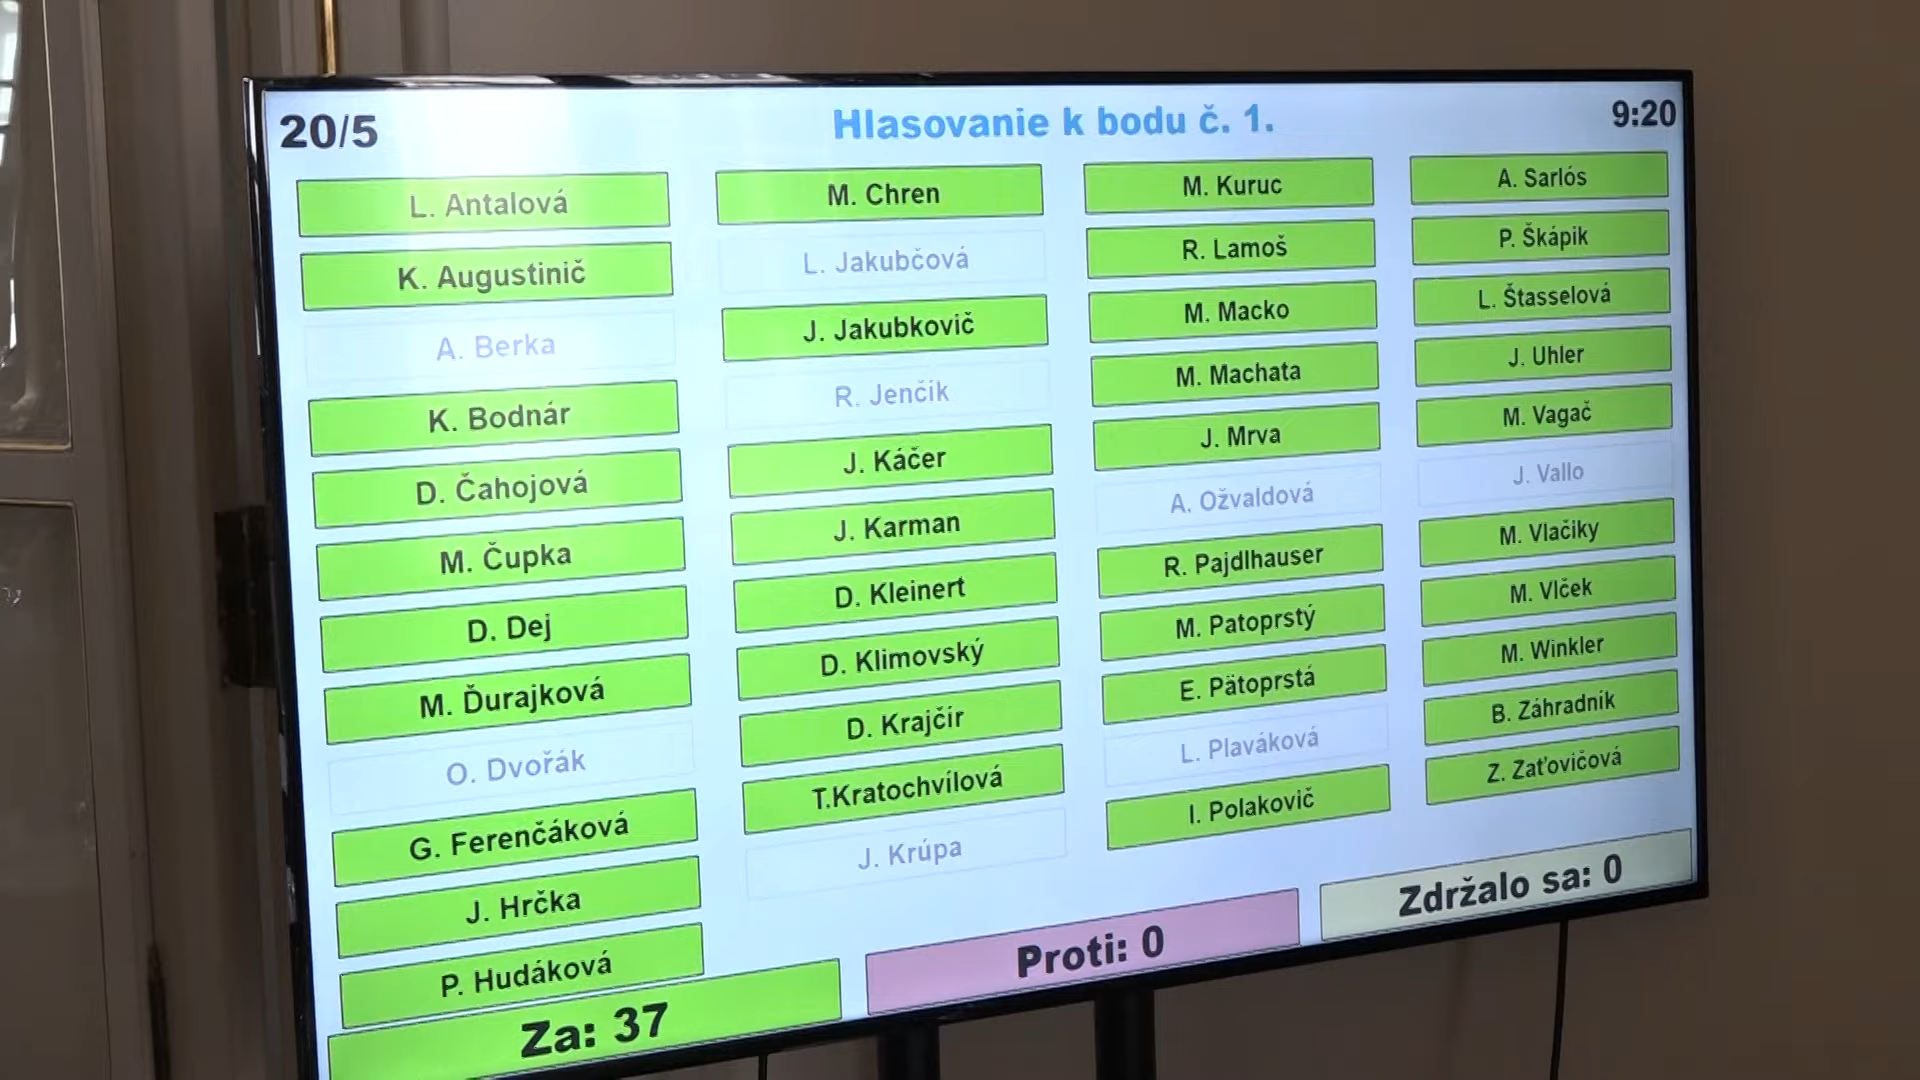 20/5
Hlasovanie k bodu č. 1.
9:20
L. Antalová
K. Augustinič
A. Berka
K. Bodnár
D. Čahojová
M. Čupka
D. Dej
M. Ďurajková
O. Dvořák
G. Ferenčáková
J. Hrčka
P. Hudáková
M. Chren
L. Jakubčová
J. Jakubkovič
R. Jenčík
J. Káčer
J. Karman
D. Kleinert
D. Klimovský
D. Krajčír
T.Kratochvílová
J. Krúpa
M. Kuruc
R. Lamoš
M. Macko
M. Machata
J. Mrva
A. Ožvaldová
R. Pajdlhauser
M. Patoprstý
E. Pätoprstá
L. Plaváková
I. Polakovič
A. Sarlós
P. Škápik
L. Štasselová
J. Uhler
M. Vagač
J. Vallo
M. Vlačiky
M. Vlček
M. Winkler
B. Záhradník
Z. Zaťovičová
Za: 37
Proti: 0
Zdržalo sa: 0